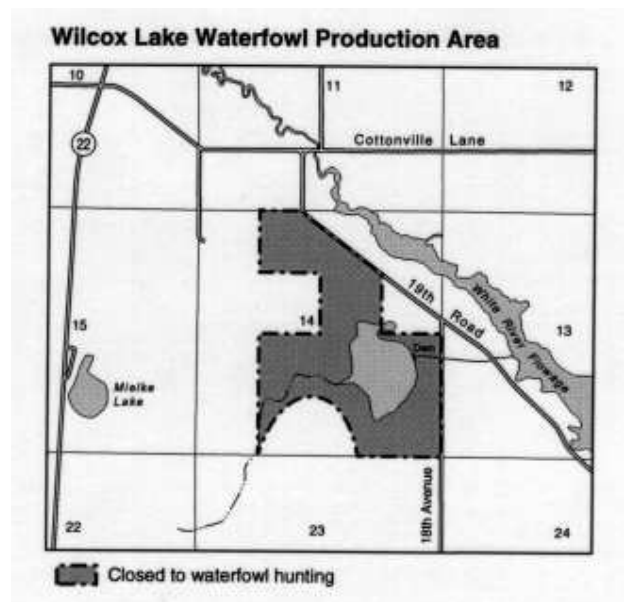 Wilcox Lake Waterfowl Production Area
10
11
12
22
Cottonville Lane
19th Road
White River Flowage
15
14
13
Dam
Mielke
Lake
18th Avenue
22
23
24
Closed to waterfowl hunting